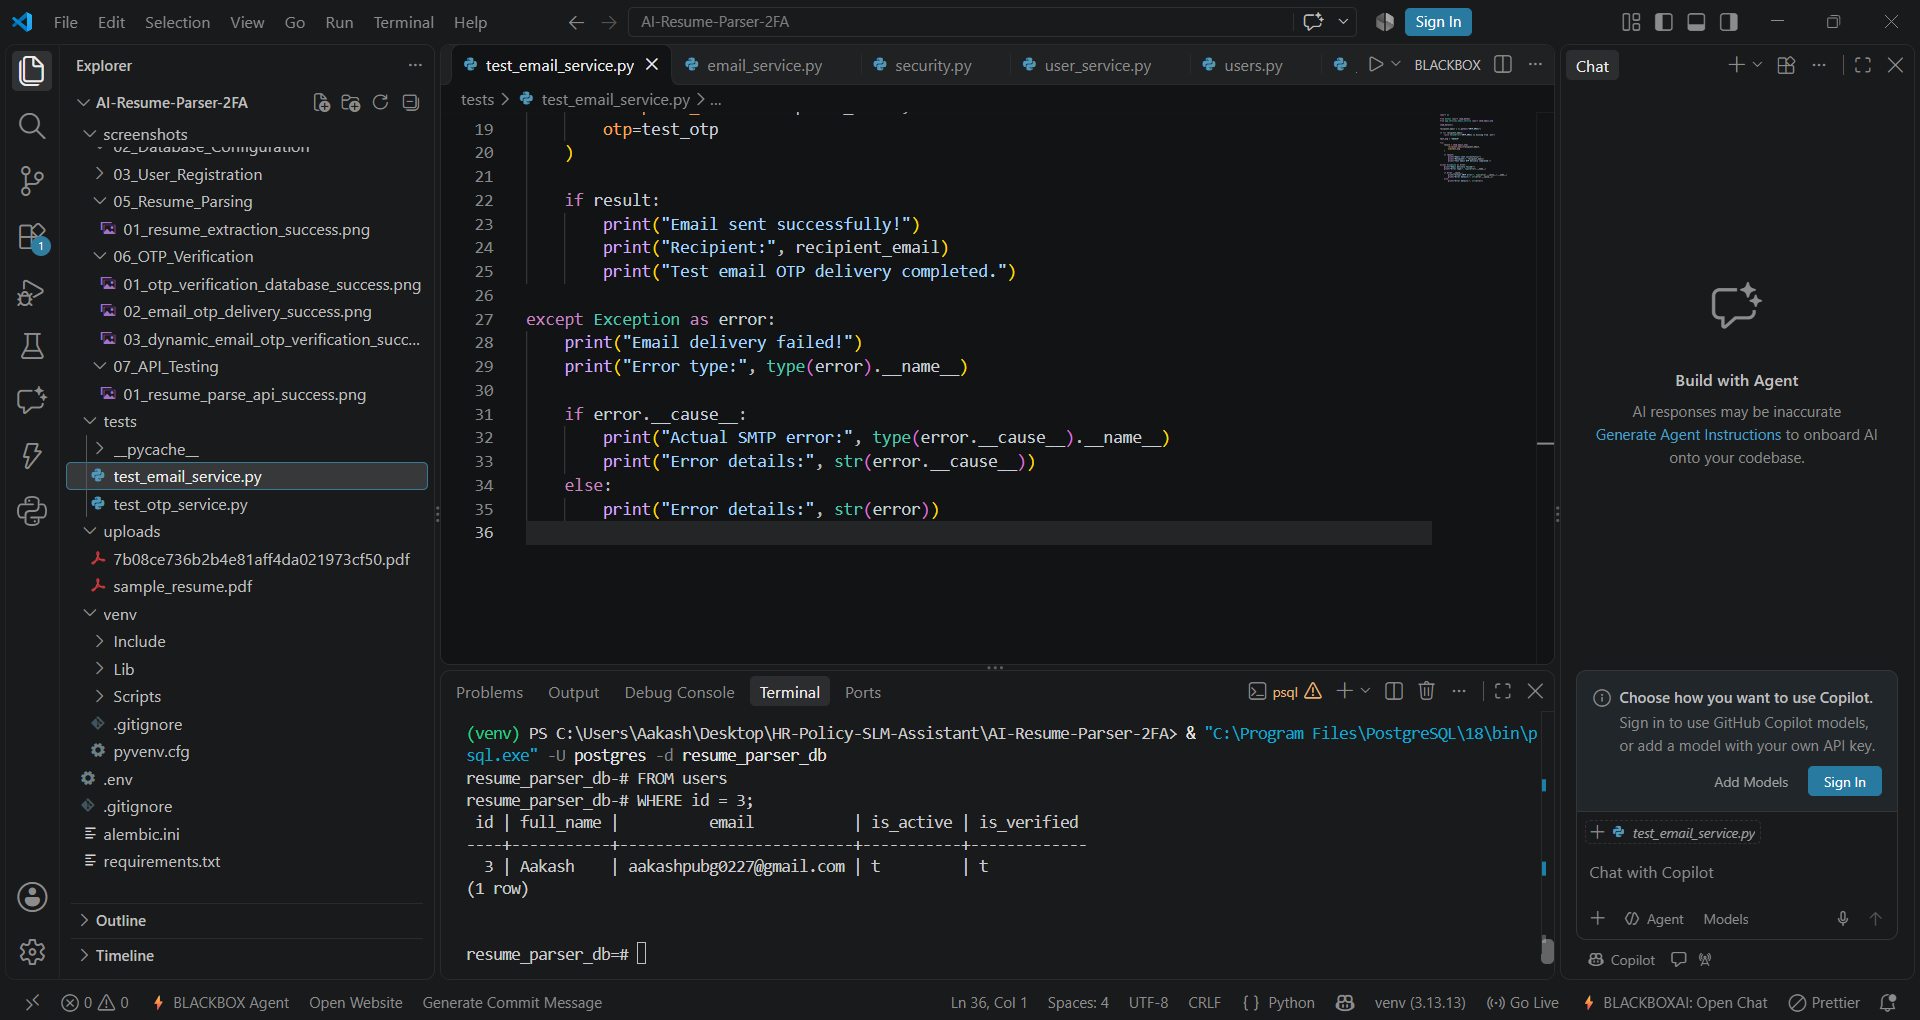 File Edit Selection View Go Run Terminal Help
AI-Resume-Parser-2FA
Sign In
Explorer
AI-Resume-Parser-2FA
screenshots
02_Database_Configuration
03_User_Registration
05_Resume_Parsing
01_resume_extraction_success.png
06_OTP_Verification
01_otp_verification_database_success.png
02_email_otp_delivery_success.png
03_dynamic_email_otp_verification_succ...
07_API_Testing
01_resume_parse_api_success.png
tests
__pycache__
test_email_service.py
test_otp_service.py
uploads
7b08ce736b2b4e81aff4da021973cf50.pdf
sample_resume.pdf
venv
Include
Lib
Scripts
.gitignore
pyvenv.cfg
.env
.gitignore
alembic.ini
requirements.txt
Outline
Timeline
1
test_email_service.py
email_service.py
security.py
user_service.py
users.py
BLACKBOX
tests > test_email_service.py > ...
19 otp=test_otp
20 )
21
22 if result:
23 print("Email sent successfully!")
24 print("Recipient:", recipient_email)
25 print("Test email OTP delivery completed.")
26
27 except Exception as error:
28 print("Email delivery failed!")
29 print("Error type:", type(error).__name__)
30
31 if error.__cause__:
32 print("Actual SMTP error:", type(error.__cause__).__name__)
33 print("Error details:", str(error.__cause__))
34 else:
35 print("Error details:", str(error))
36
Problems Output Debug Console Terminal Ports
psql
(venv) PS C:\Users\Aakash\Desktop\HR-Policy-SLM-Assistant\AI-Resume-Parser-2FA> & "C:\Program Files\PostgreSQL\18\bin\p
sql.exe" -U postgres -d resume_parser_db
resume_parser_db-# FROM users
resume_parser_db-# WHERE id = 3;
id | full_name | email | is_active | is_verified
----+-----------+-------------------------+-----------+-------------
3 | Aakash | aakashpubg0227@gmail.com | t | t
(1 row)
resume_parser_db=#
Chat
Build with Agent
AI responses may be inaccurate
Generate Agent Instructions to onboard AI
onto your codebase.
Choose how you want to use Copilot.
Sign in to use GitHub Copilot models,
or add a model with your own API key.
Add Models
Sign In
test_email_service.py
Chat with Copilot
Agent
Models
Copilot
0 0
BLACKBOX Agent
Open Website
Generate Commit Message
Ln 36, Col 1
Spaces: 4
UTF-8
CRLF
{ } Python
venv (3.13.13)
Go Live
BLACKBOXAI: Open Chat
Prettier